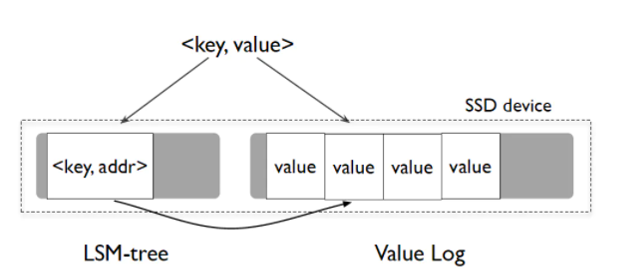 <key, value>
SSD device
<key, addr>
value value value value
LSM-tree
Value Log